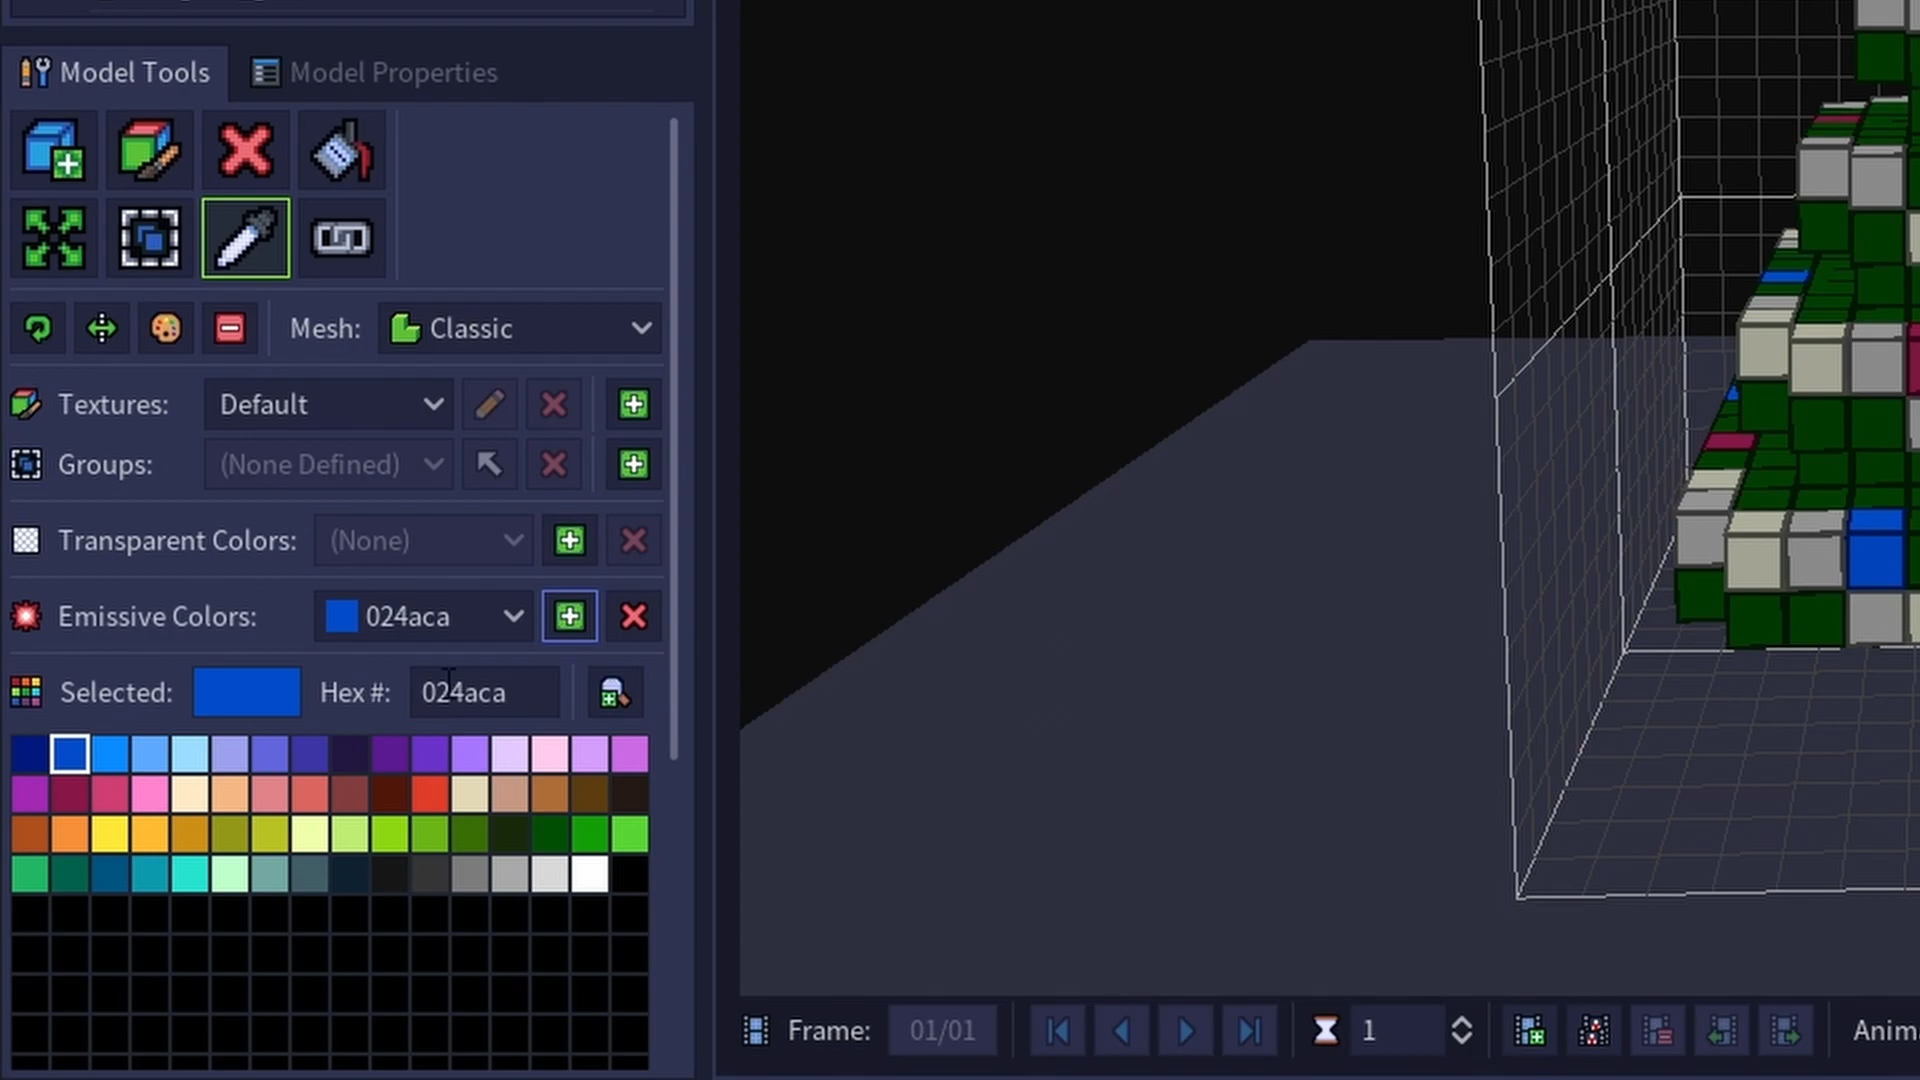 Model Tools
Model Properties
Mesh:
Classic
Textures:
Default
Groups:
(None Defined)
Transparent Colors:
(None)
Emissive Colors:
024aca
Selected:
Hex #:
024aca
Frame:
01/01
1